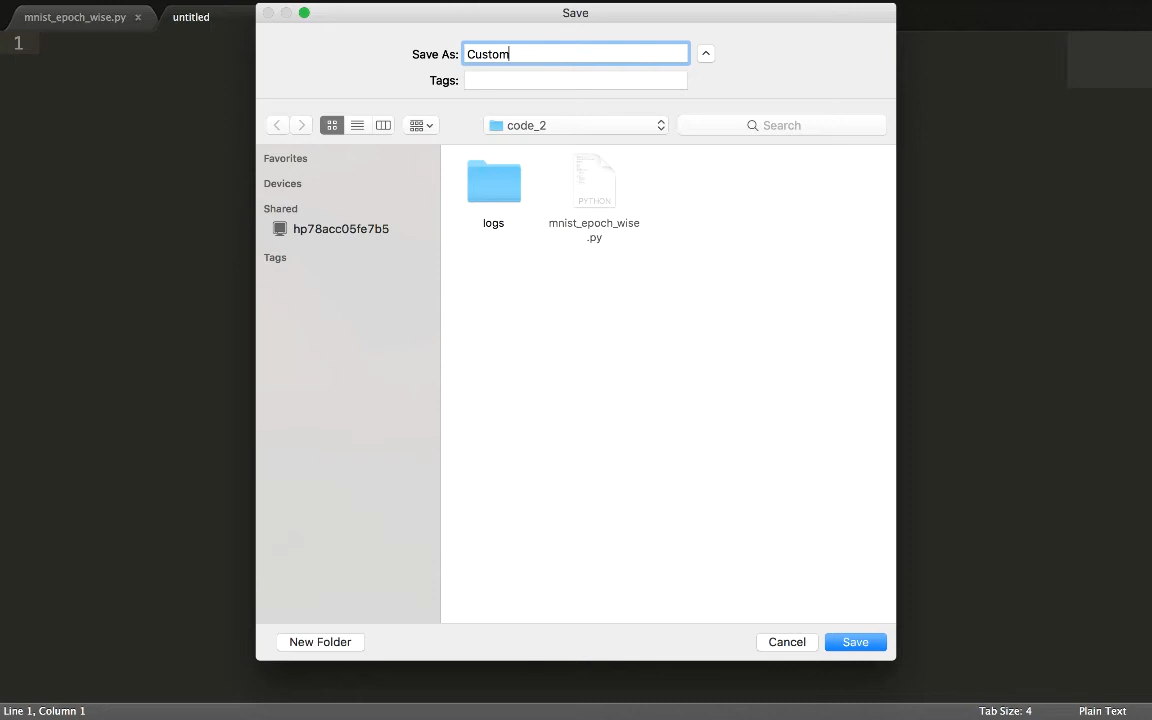 mnist_epoch_wise.py × untitled
Save
1
Save As: Custom
Tags:
code_2
Search
Favorites
Devices
Shared
hp78acc05fe7b5
Tags
PYTHON
logs
mnist_epoch_wise
.py
New Folder
Cancel
Save
Line 1, Column 1
Tab Size: 4
Plain Text